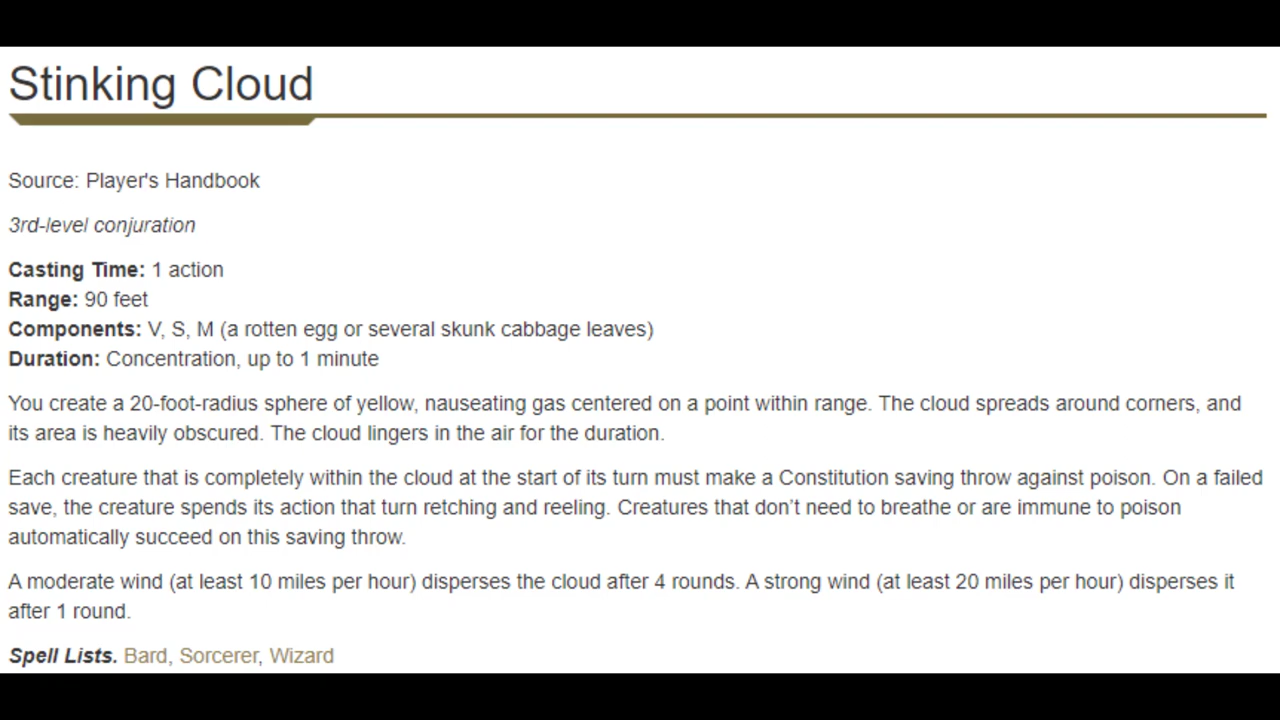 Stinking Cloud
Source: Player's Handbook
3rd-level conjuration
Casting Time: 1 action
Range: 90 feet
Components: V, S, M (a rotten egg or several skunk cabbage leaves)
Duration: Concentration, up to 1 minute
You create a 20-foot-radius sphere of yellow, nauseating gas centered on a point within range. The cloud spreads around corners, and
its area is heavily obscured. The cloud lingers in the air for the duration.
Each creature that is completely within the cloud at the start of its turn must make a Constitution saving throw against poison. On a failed
save, the creature spends its action that turn retching and reeling. Creatures that don’t need to breathe or are immune to poison
automatically succeed on this saving throw.
A moderate wind (at least 10 miles per hour) disperses the cloud after 4 rounds. A strong wind (at least 20 miles per hour) disperses it
after 1 round.
Spell Lists. Bard, Sorcerer, Wizard